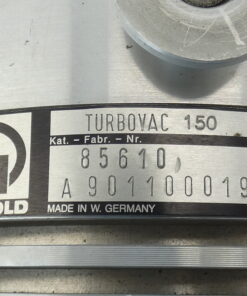 TURBOVAC 150
Kat. - Fabr. - Nr.
85610
A 901100019
OLD
MADE IN W. GERMANY